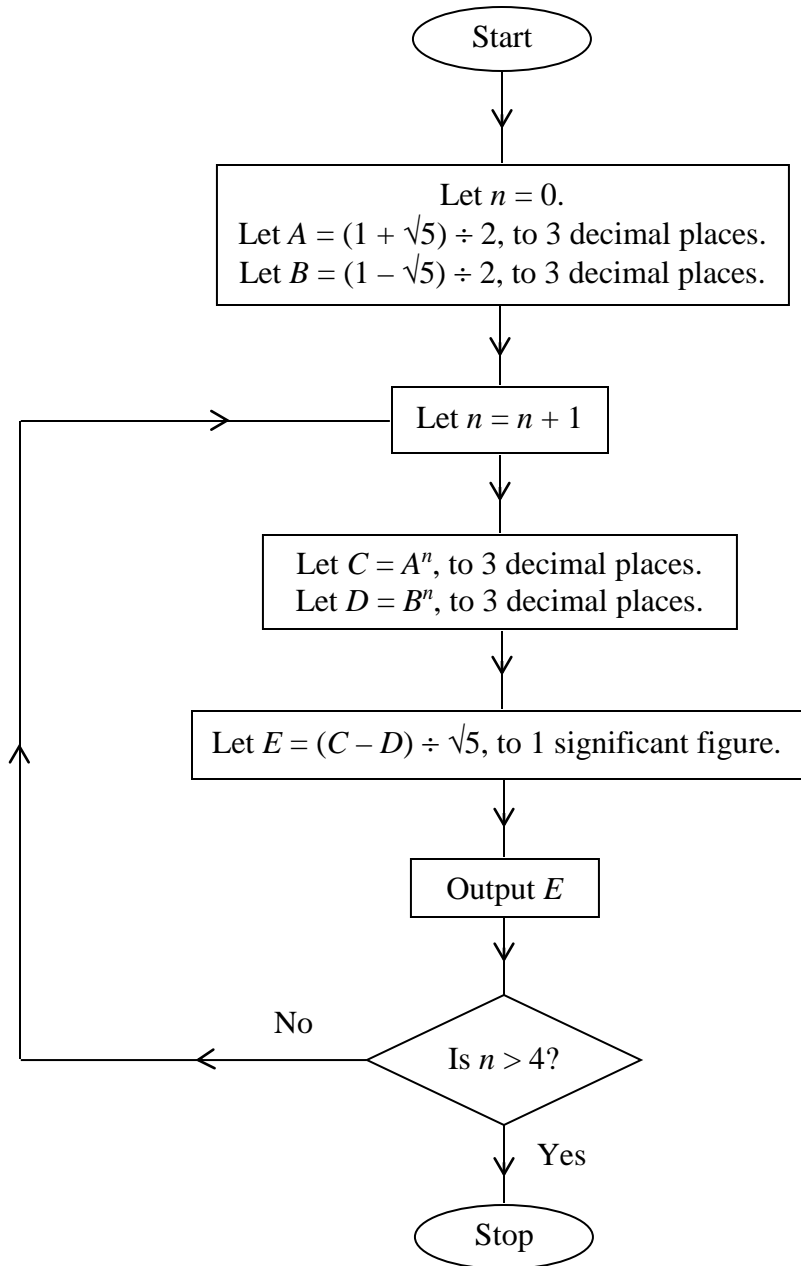 Start
Let n = 0.
Let A = (1 + √5) ÷ 2, to 3 decimal places.
Let B = (1 – √5) ÷ 2, to 3 decimal places.
Let n = n + 1
Let C = Aⁿ, to 3 decimal places.
Let D = Bⁿ, to 3 decimal places.
Let E = (C – D) ÷ √5, to 1 significant figure.
Output E
No
Is n > 4?
Yes
Stop